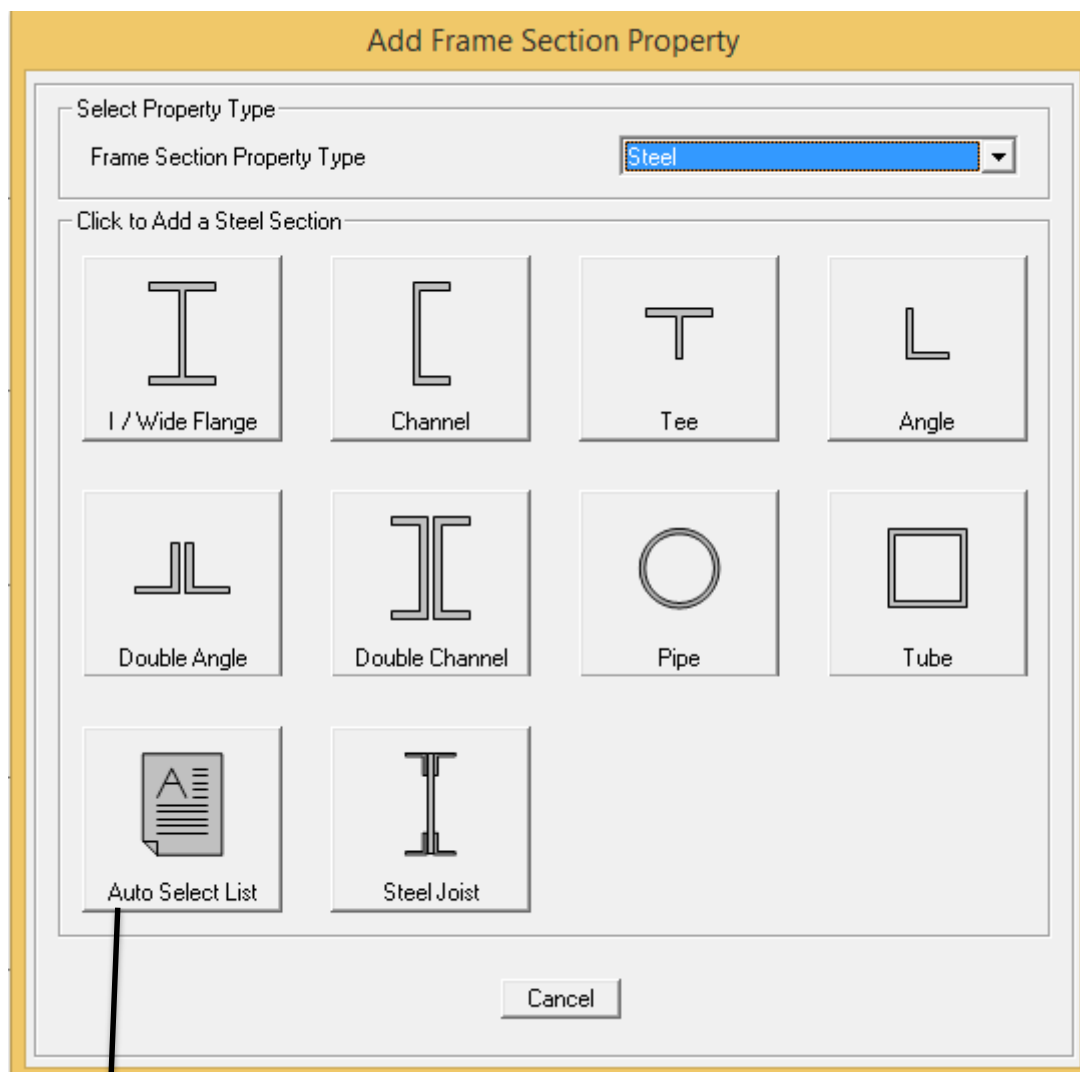 Add Frame Section Property
Select Property Type
Frame Section Property Type
Steel
Click to Add a Steel Section
I / Wide Flange
Channel
Tee
Angle
Double Angle
Double Channel
Pipe
Tube
A
Auto Select List
Steel Joist
Cancel